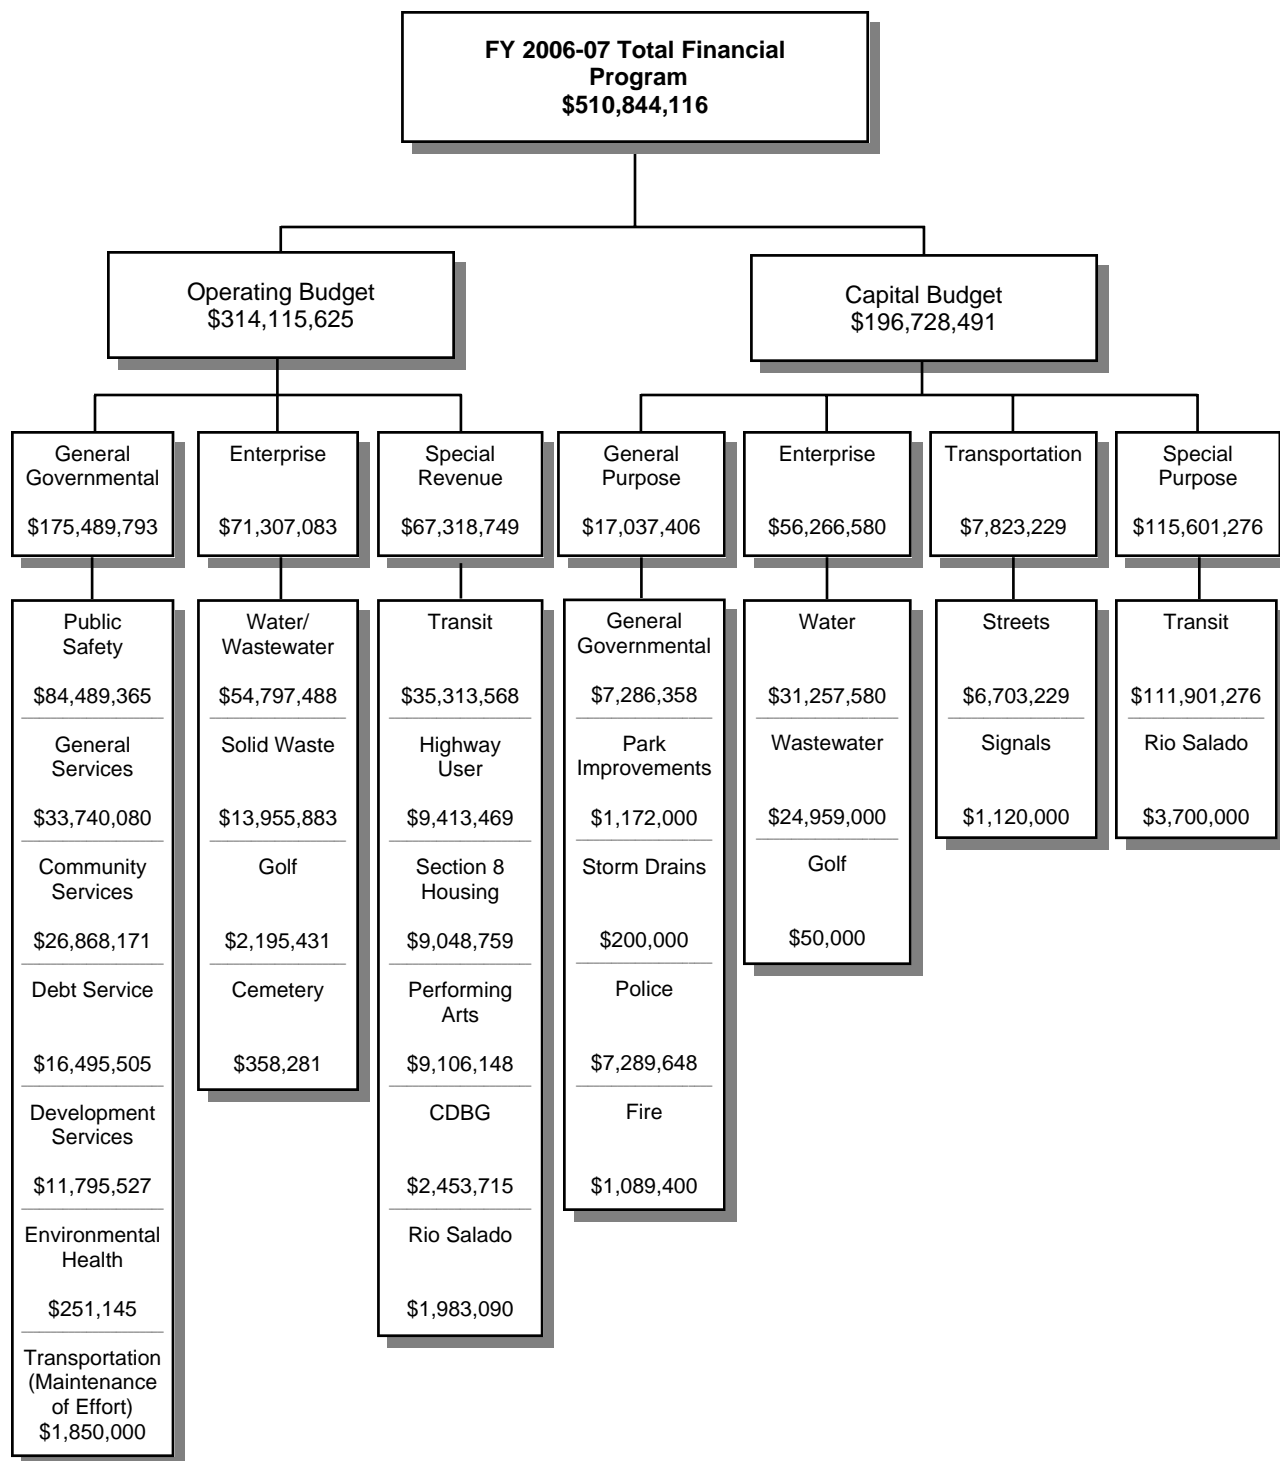 FY 2006-07 Total Financial
Program
$510,844,116
Operating Budget
$314,115,625
Capital Budget
$196,728,491
General
Governmental
$175,489,793
Enterprise
$71,307,083
Special
Revenue
$67,318,749
General
Purpose
$17,037,406
Enterprise
$56,266,580
Transportation
$7,823,229
Special
Purpose
$115,601,276
Public
Safety
$84,489,365
General
Services
$33,740,080
Community
Services
$26,868,171
Debt Service
$16,495,505
Development
Services
$11,795,527
Environmental
Health
$251,145
Transportation
(Maintenance
of Effort)
$1,850,000
Water/
Wastewater
$54,797,488
Solid Waste
$13,955,883
Golf
$2,195,431
Cemetery
$358,281
Transit
$35,313,568
Highway
User
$9,413,469
Section 8
Housing
$9,048,759
Performing
Arts
$9,106,148
CDBG
$2,453,715
Rio Salado
$1,983,090
General
Governmental
$7,286,358
Park
Improvements
$1,172,000
Storm Drains
$200,000
Police
$7,289,648
Fire
$1,089,400
Water
$31,257,580
Wastewater
$24,959,000
Golf
$50,000
Streets
$6,703,229
Signals
$1,120,000
Transit
$111,901,276
Rio Salado
$3,700,000